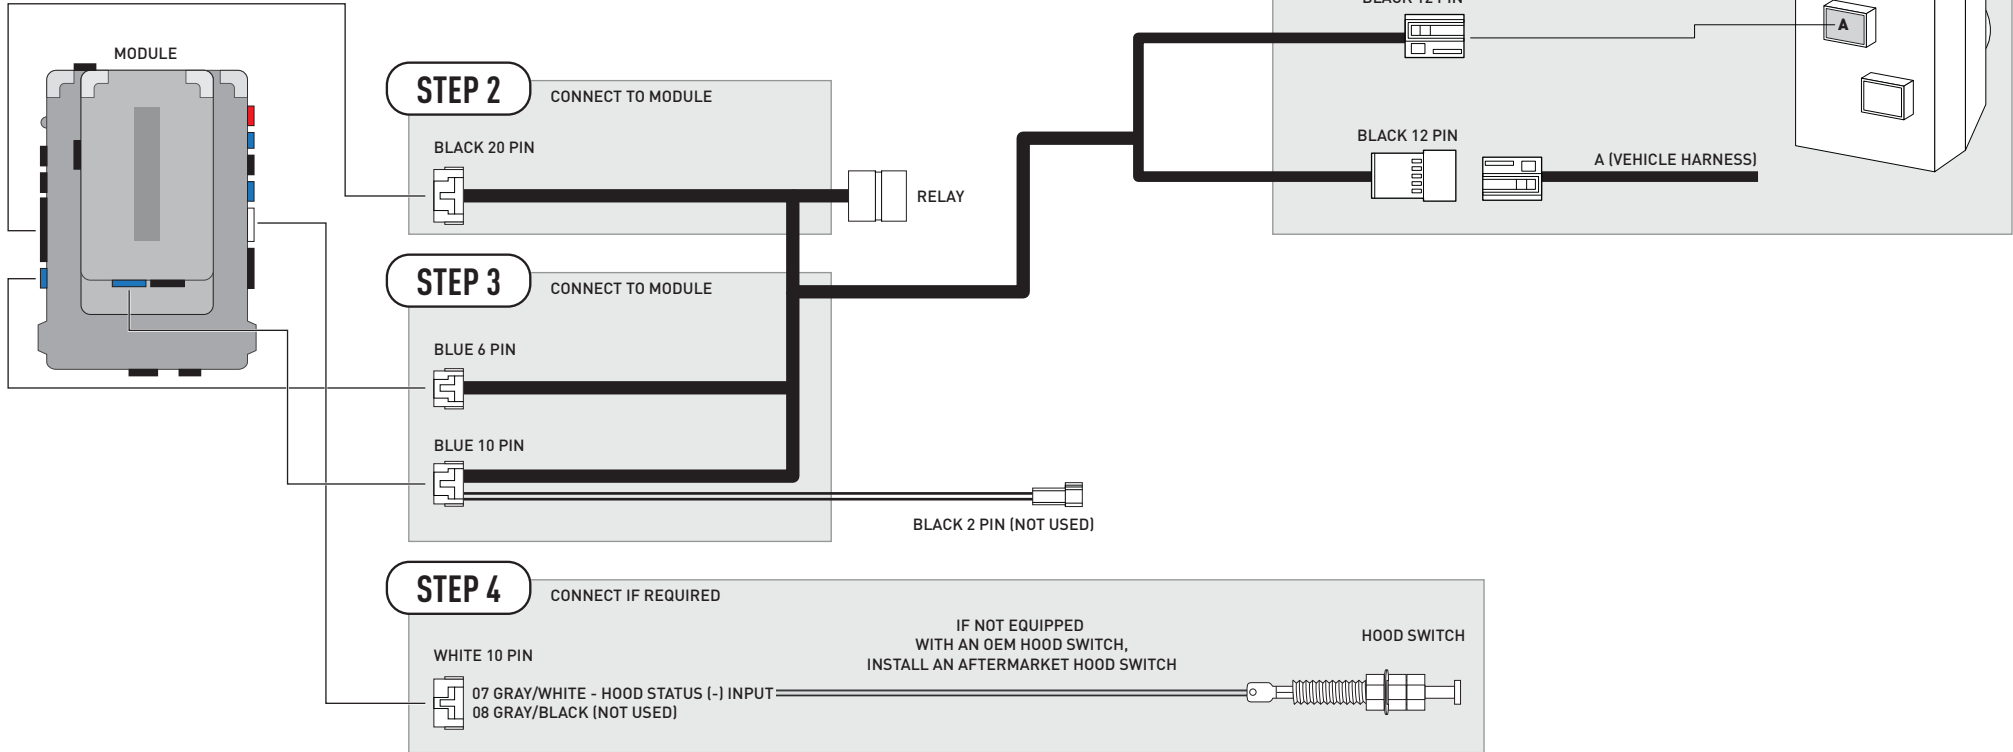 BLACK 12 PIN
A
MODULE
STEP 2
CONNECT TO MODULE
BLACK 20 PIN
RELAY
BLACK 12 PIN
A (VEHICLE HARNESS)
STEP 3
CONNECT TO MODULE
BLUE 6 PIN
BLUE 10 PIN
BLACK 2 PIN (NOT USED)
STEP 4
CONNECT IF REQUIRED
WHITE 10 PIN
07 GRAY/WHITE - HOOD STATUS (-) INPUT
08 GRAY/BLACK (NOT USED)
IF NOT EQUIPPED
WITH AN OEM HOOD SWITCH,
INSTALL AN AFTERMARKET HOOD SWITCH
HOOD SWITCH